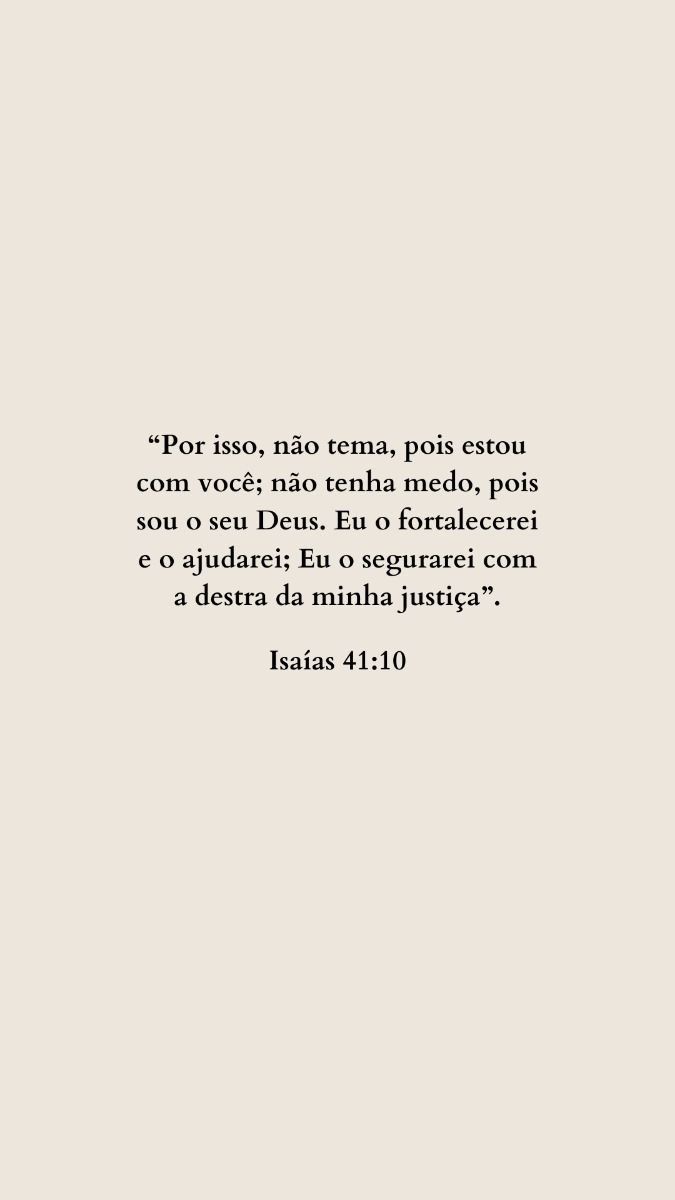 “Por isso, não tema, pois estou
com você; não tenha medo, pois
sou o seu Deus. Eu o fortalecerei
e o ajudarei; Eu o segurarei com
a destra da minha justiça”.
Isaías 41:10